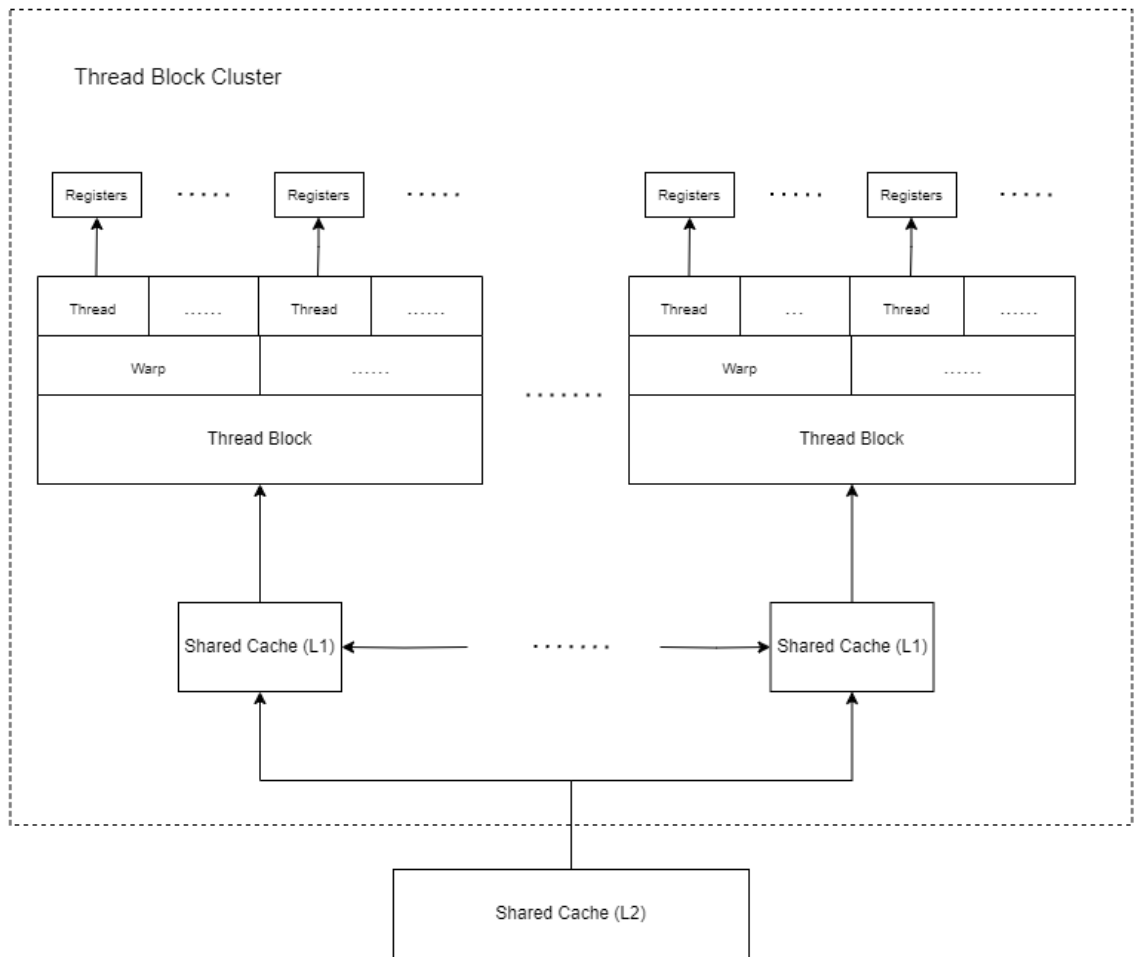 Thread Block Cluster
Registers ..... Registers ..... Registers ..... Registers .....
Thread ...... Thread ...... Thread ... Thread ......
Warp ...... Warp ......
.......
Thread Block Thread Block
Shared Cache (L1) ....... Shared Cache (L1)
Shared Cache (L2)